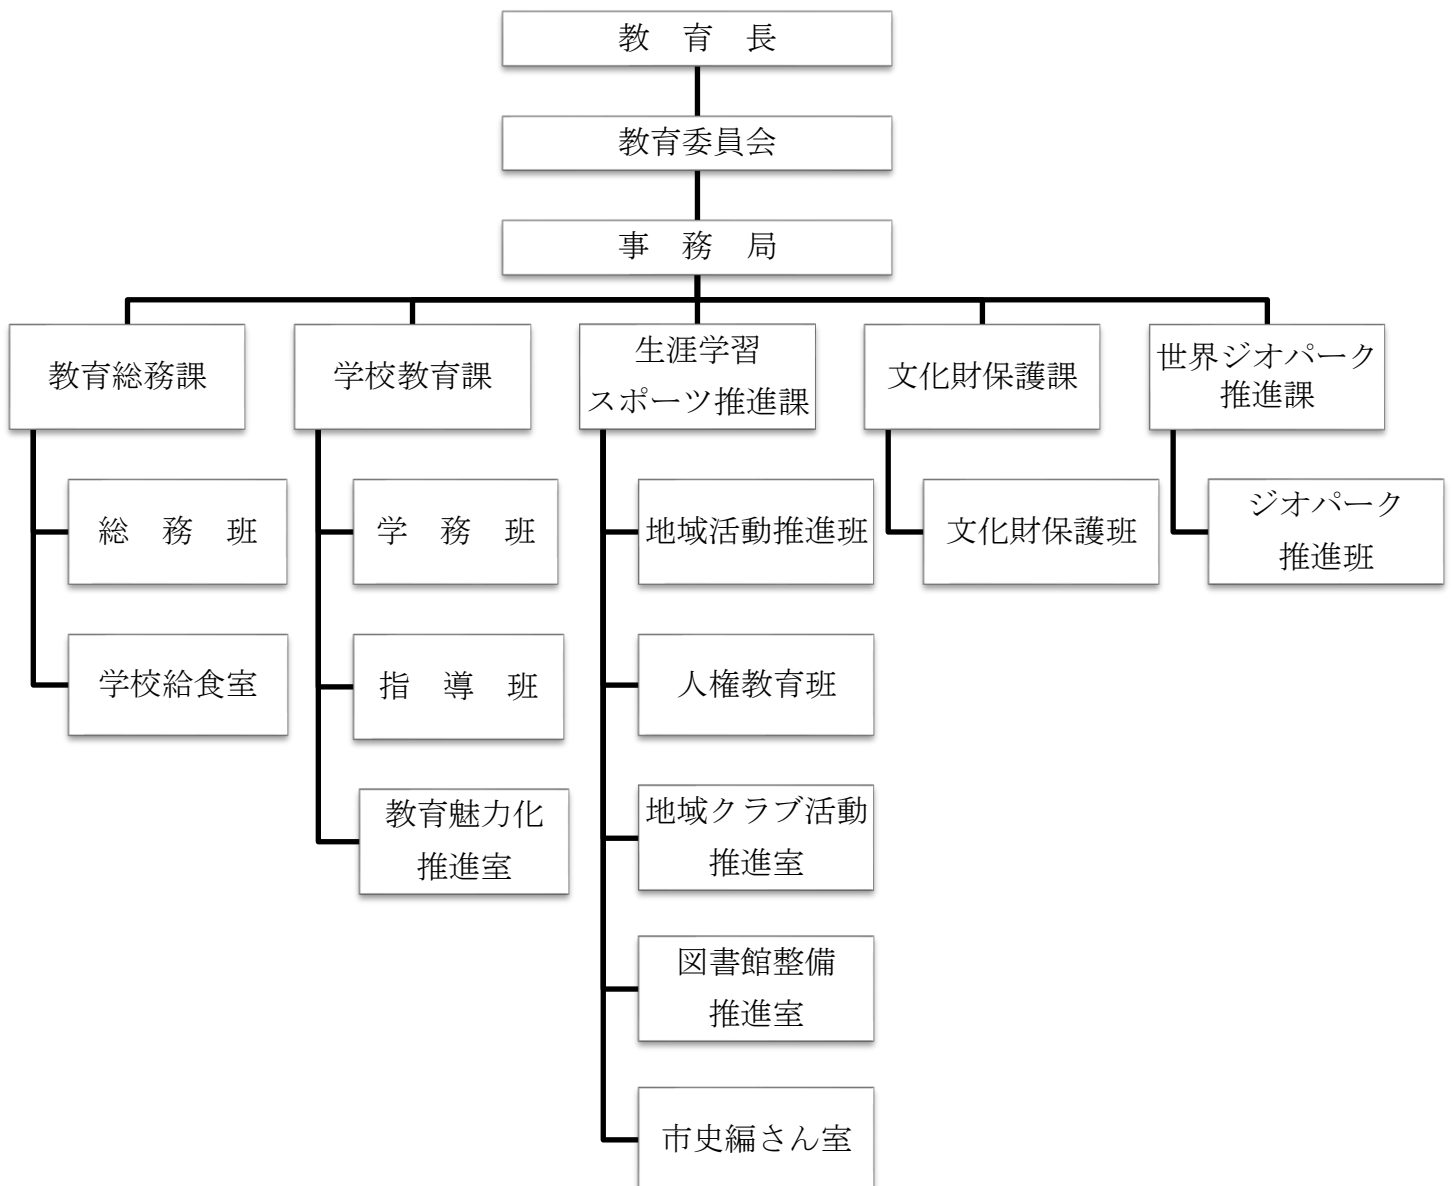 教　育　長
教育委員会
事　務　局
教育総務課
学校教育課
生涯学習
スポーツ推進課
文化財保護課
世界ジオパーク
推進課
総　務　班
学　務　班
地域活動推進班
文化財保護班
ジオパーク
推進班
学校給食室
指　導　班
人権教育班
教育魅力化
推進室
地域クラブ活動
推進室
図書館整備
推進室
市史編さん室